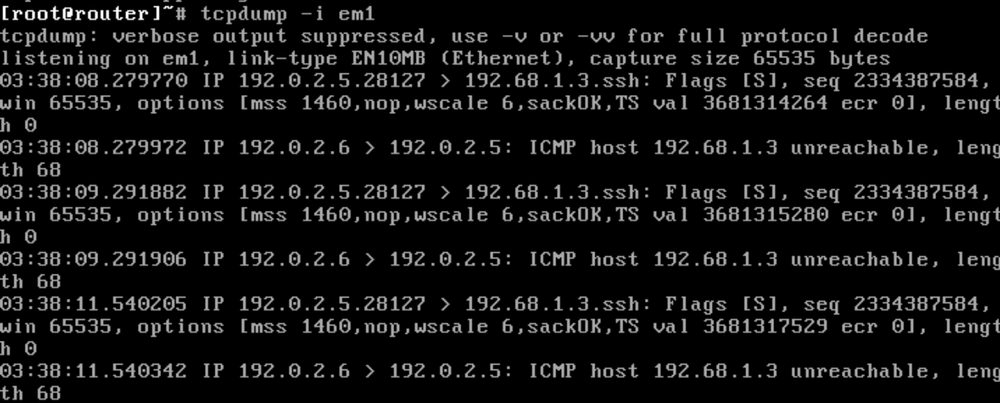 [root@router]~# tcpdump -i em1
tcpdump: verbose output suppressed, use -v or -vv for full protocol decode
listening on em1, link-type EN10MB (Ethernet), capture size 65535 bytes
03:38:08.279770 IP 192.0.2.5.28127 > 192.68.1.3.ssh: Flags [S], seq 2334387584,
win 65535, options [mss 1460,nop,wscale 6,sackOK,TS val 3681314264 ecr 0], lengt
h 0
03:38:08.279972 IP 192.0.2.6 > 192.0.2.5: ICMP host 192.68.1.3 unreachable, leng
th 68
03:38:09.291882 IP 192.0.2.5.28127 > 192.68.1.3.ssh: Flags [S], seq 2334387584,
win 65535, options [mss 1460,nop,wscale 6,sackOK,TS val 3681315280 ecr 0], lengt
h 0
03:38:09.291906 IP 192.0.2.6 > 192.0.2.5: ICMP host 192.68.1.3 unreachable, leng
th 68
03:38:11.540205 IP 192.0.2.5.28127 > 192.68.1.3.ssh: Flags [S], seq 2334387584,
win 65535, options [mss 1460,nop,wscale 6,sackOK,TS val 3681317529 ecr 0], lengt
h 0
03:38:11.540342 IP 192.0.2.6 > 192.0.2.5: ICMP host 192.68.1.3 unreachable, leng
th 68